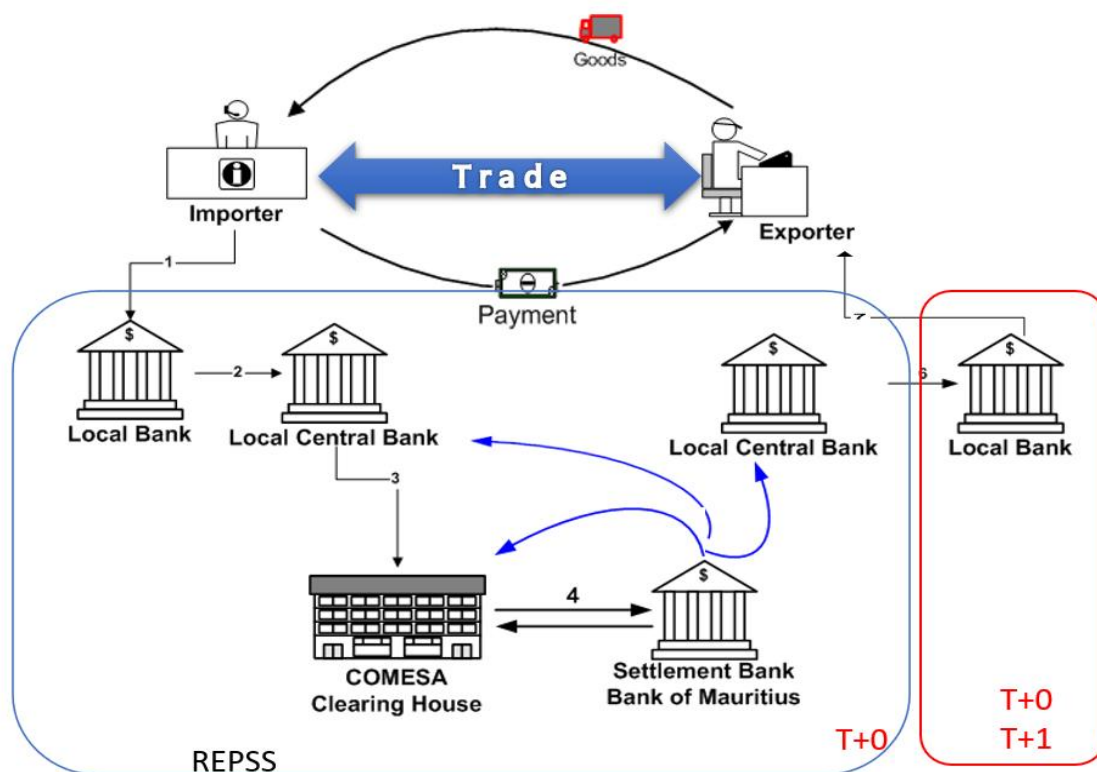 Goods
Trade
Importer
Exporter
1
Payment
7
$
$
$
$
2
6
Local Bank
Local Central Bank
Local Central Bank
Local Bank
3
$
4
COMESA
Clearing House
Settlement Bank
Bank of Mauritius
T+0
T+1
T+0
REPSS